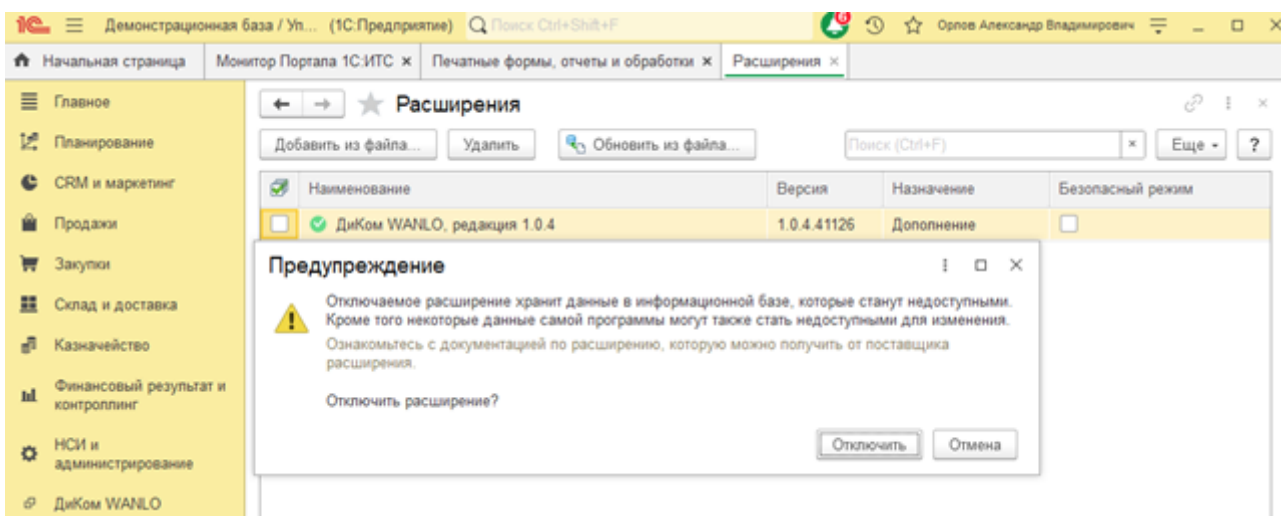 1С Демонстрационная база / Уп... (1С:Предприятие) Поиск Ctrl+Shift+F 6 Орлов Александр Владимирович
Начальная страница Монитор Портала 1С:ИТС × Печатные формы, отчеты и обработки × Расширения ×
Главное
Планирование
CRM и маркетинг
Продажи
Закупки
Склад и доставка
Казначейство
Финансовый результат и
контроллинг
НСИ и
администрирование
ДиКом WANLO
Расширения
Добавить из файла... Удалить Обновить из файла... Поиск (Ctrl+F) × Еще ?
Наименование Версия Назначение Безопасный режим
ДиКом WANLO, редакция 1.0.4 1.0.4.41126 Дополнение
Предупреждение
Отключаемое расширение хранит данные в информационной базе, которые станут недоступными.
Кроме того некоторые данные самой программы могут также стать недоступными для изменения.
Ознакомьтесь с документацией по расширению, которую можно получить от поставщика
расширения.
Отключить расширение?
Отключить Отмена